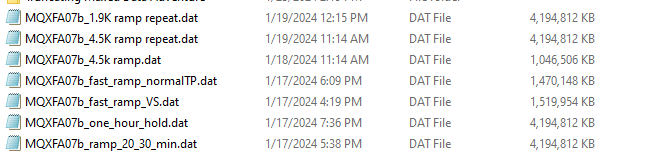 MQXFA07b_1.9K ramp repeat.dat 1/19/2024 12:15 PM DAT File 4,194,812 KB
MQXFA07b_4.5K ramp repeat.dat 1/19/2024 11:14 AM DAT File 4,194,812 KB
MQXFA07b_4.5k ramp.dat 1/18/2024 11:14 AM DAT File 1,046,506 KB
MQXFA07b_fast_ramp_normalTP.dat 1/17/2024 6:09 PM DAT File 1,470,148 KB
MQXFA07b_fast_ramp_VS.dat 1/17/2024 4:19 PM DAT File 1,519,954 KB
MQXFA07b_one_hour_hold.dat 1/17/2024 7:36 PM DAT File 4,194,812 KB
MQXFA07b_ramp_20_30_min.dat 1/17/2024 5:38 PM DAT File 4,194,812 KB